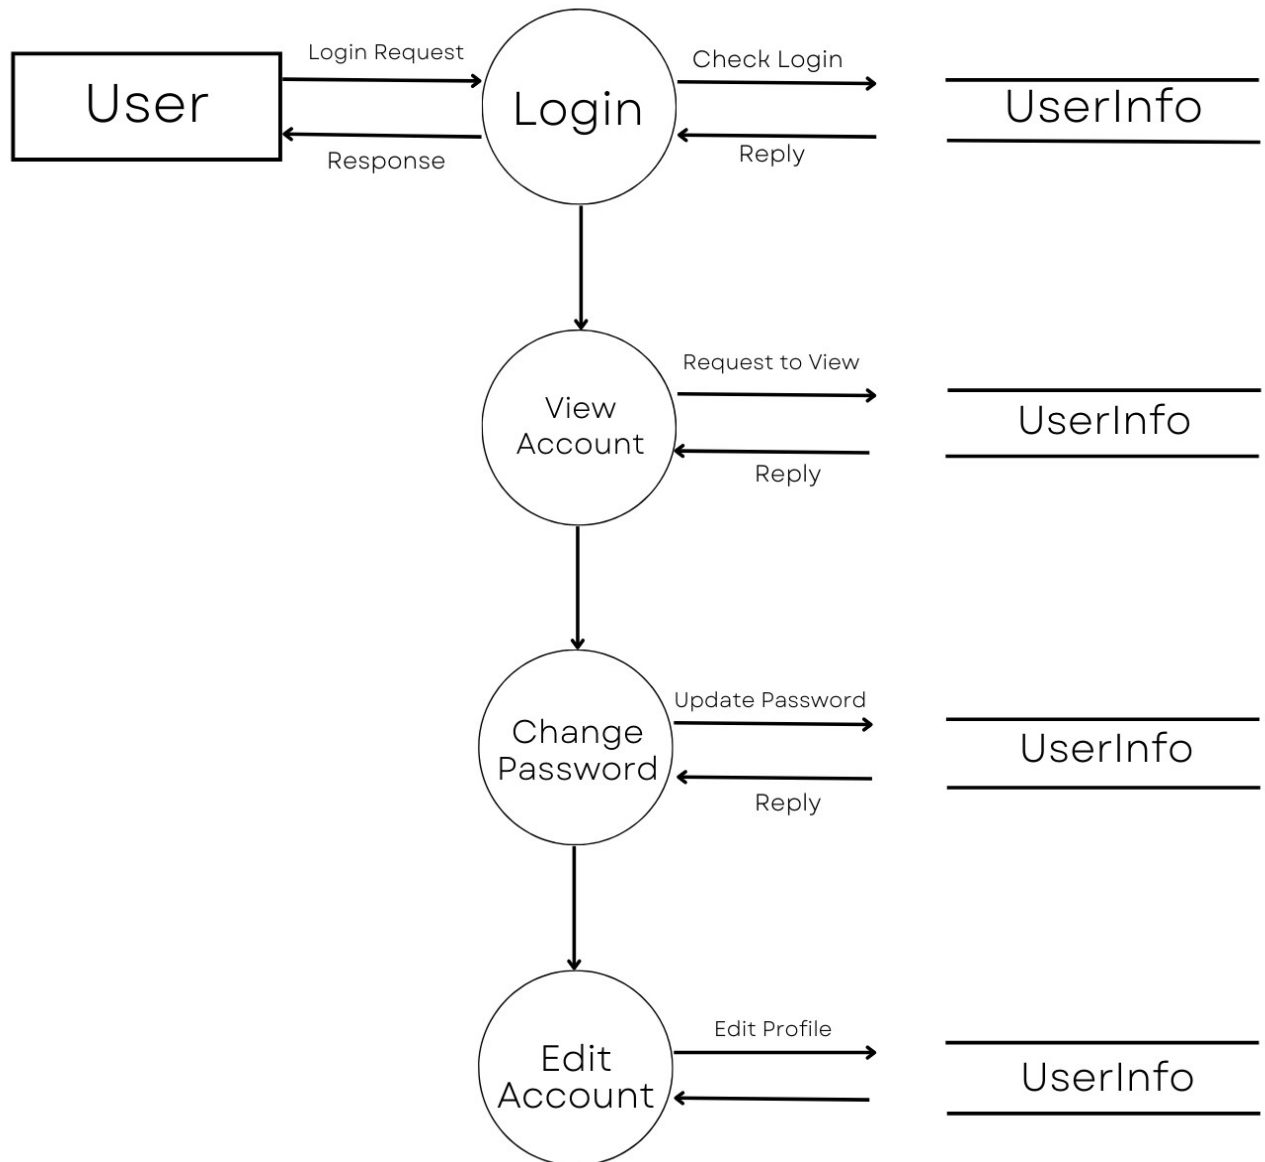 Login Request
User
Response
Login
Check Login
Reply
UserInfo
View
Account
Request to View
Reply
UserInfo
Change
Password
Update Password
Reply
UserInfo
Edit
Account
Edit Profile
UserInfo